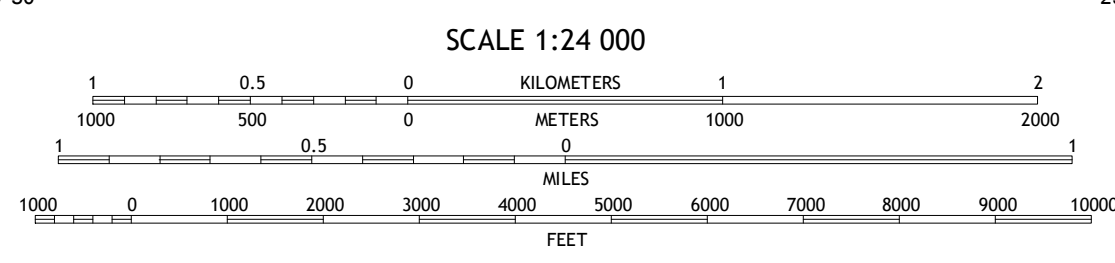 SCALE 1:24 000
1 0.5 0 KILOMETERS 1 2
1000 500 0 METERS 1000 2000
1 0.5 0 1
MILES
1000 0 1000 2000 3000 4000 5000 6000 7000 8000 9000 10000
FEET